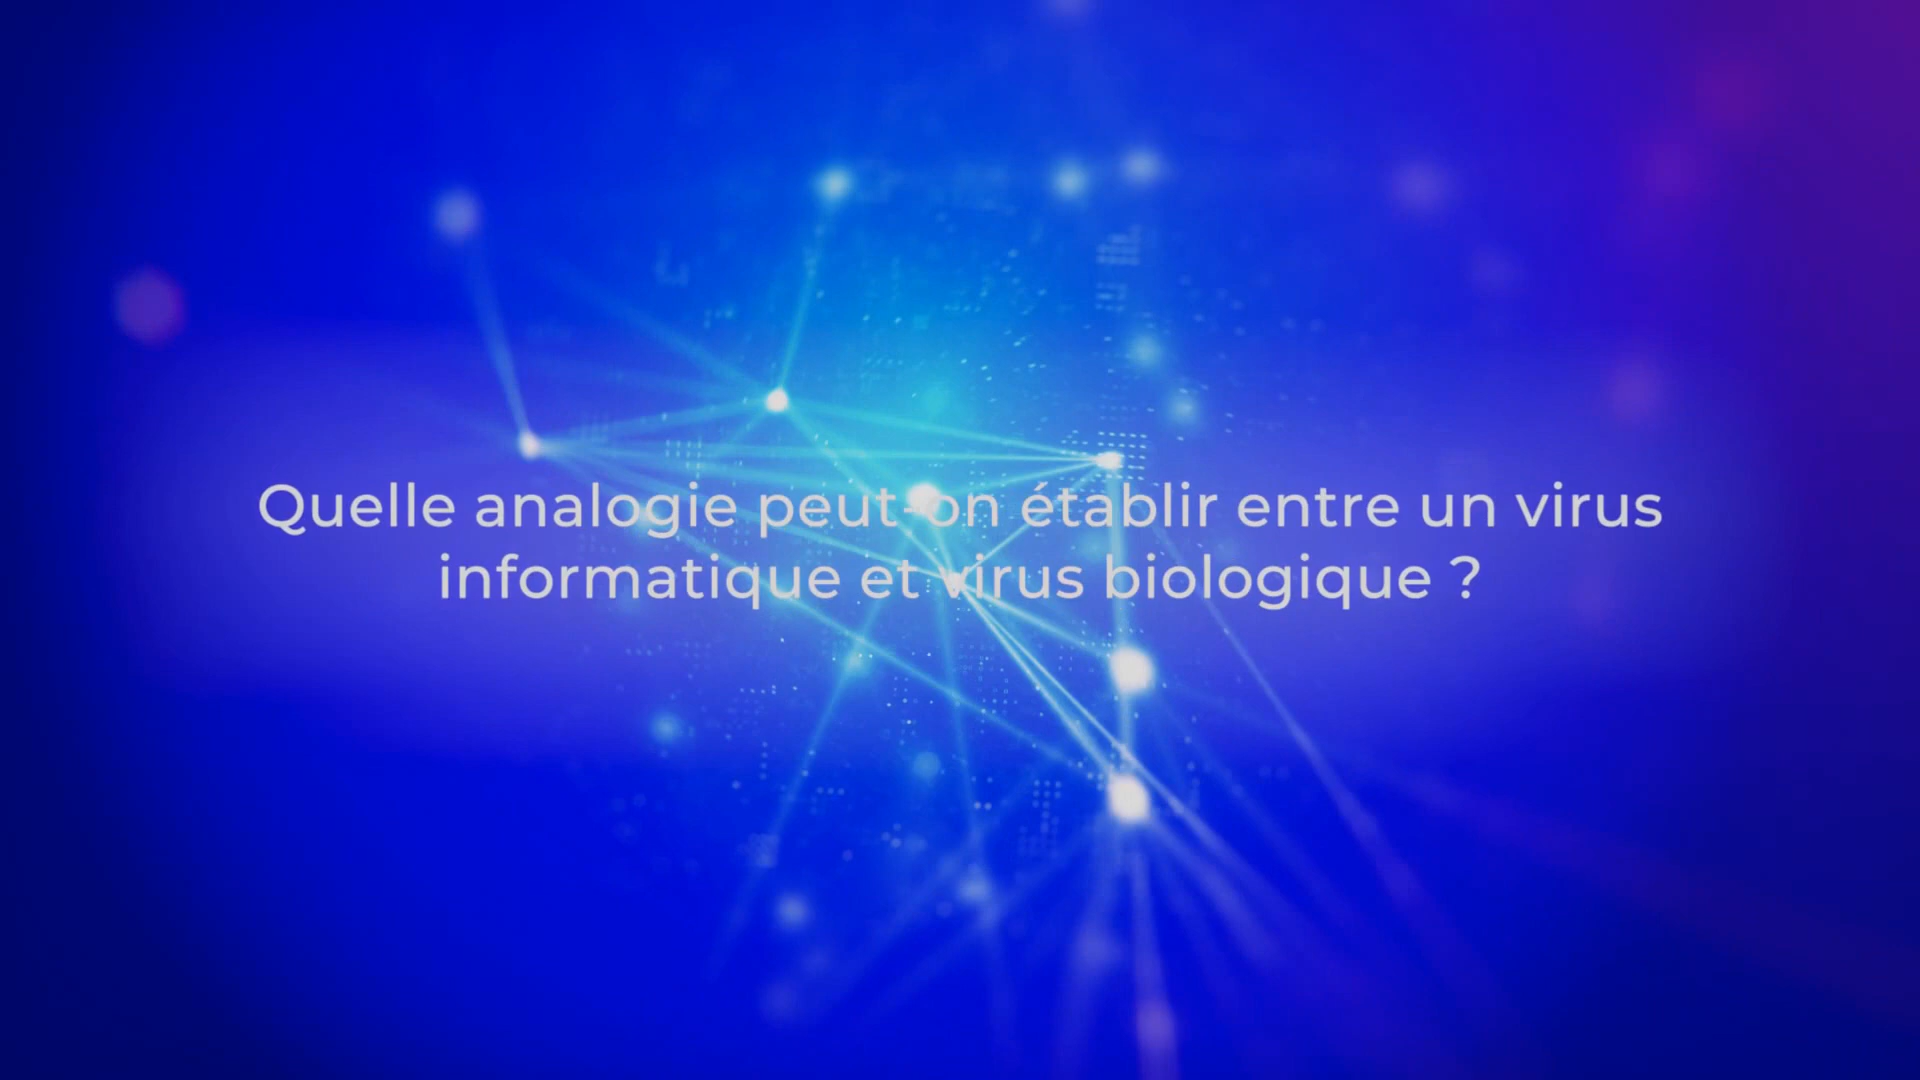 Quelle analogie peut-on établir entre un virus
informatique et virus biologique ?